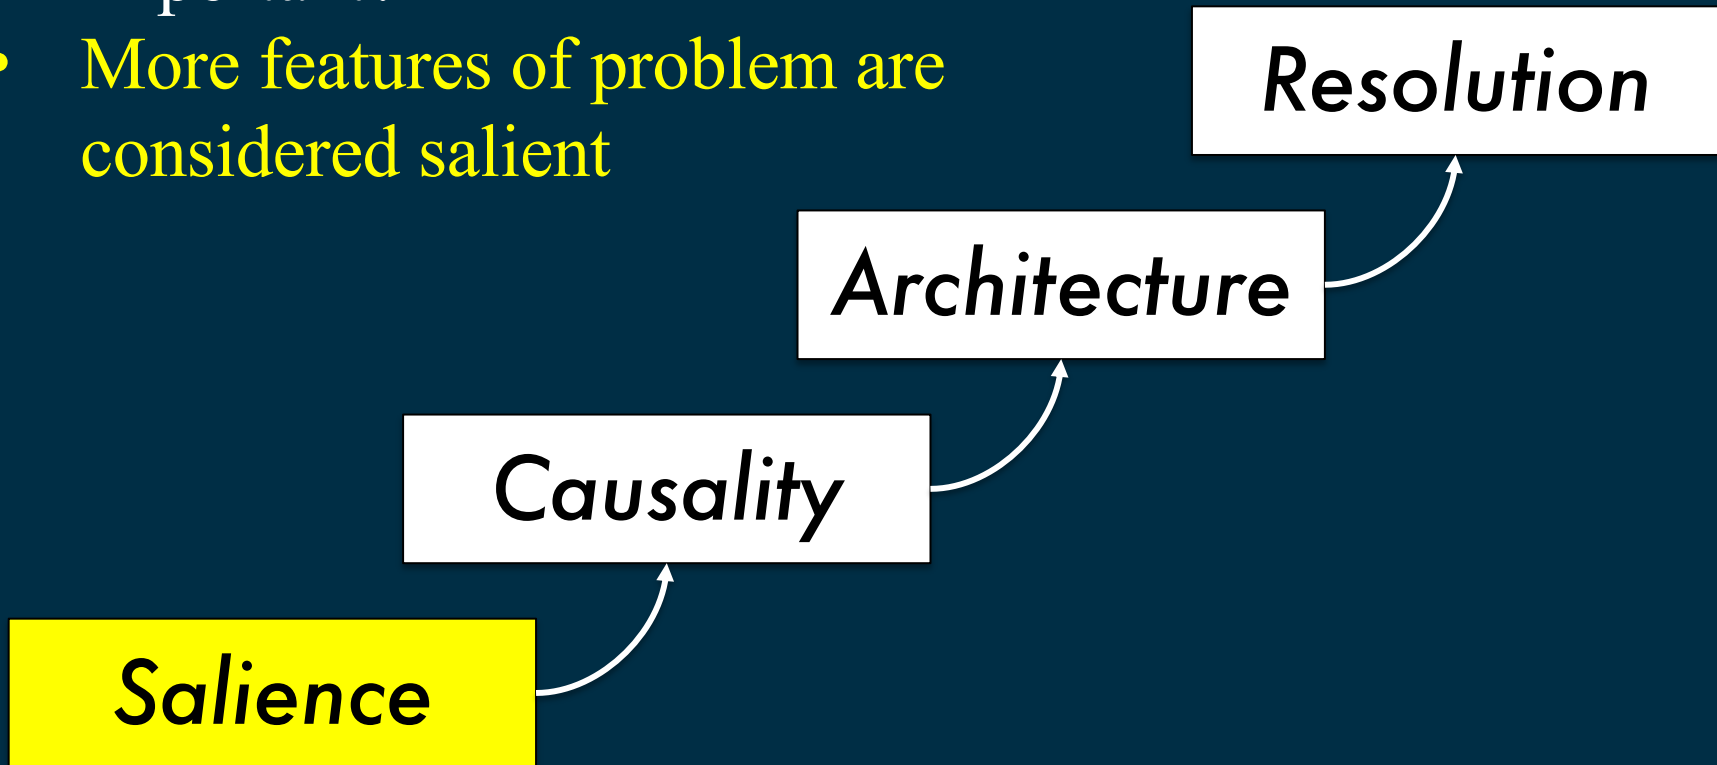 • More features of problem are
considered salient
Resolution
Architecture
Causality
Salience